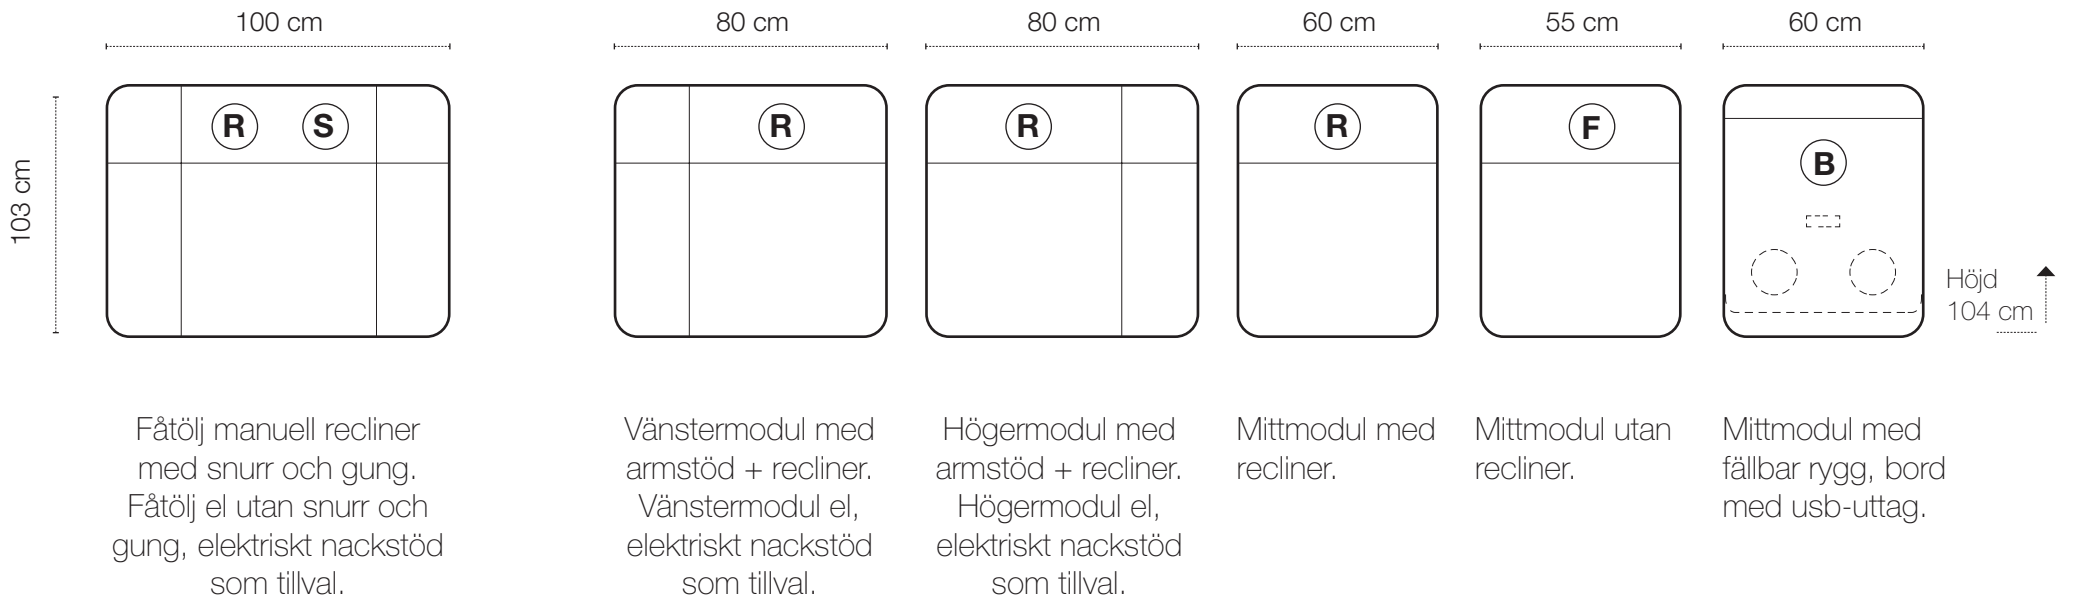 100 cm
80 cm
80 cm
60 cm
55 cm
60 cm
103 cm
R
S
R
R
R
F
B
Höjd
104 cm
Fåtölj manuell recliner
med snurr och gung.
Fåtölj el utan snurr och
gung, elektriskt nackstöd
som tillval.
Vänstermodul med
armstöd + recliner.
Vänstermodul el,
elektriskt nackstöd
som tillval.
Högermodul med
armstöd + recliner.
Högermodul el,
elektriskt nackstöd
som tillval.
Mittmodul med
recliner.
Mittmodul utan
recliner.
Mittmodul med
fällbar rygg, bord
med usb-uttag.